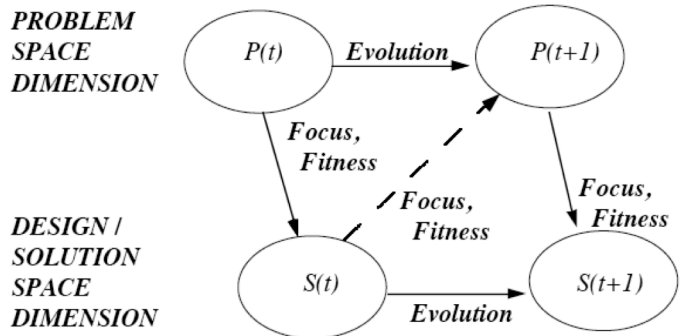 PROBLEM
SPACE
DIMENSION
P(t)
Evolution
P(t+1)
Focus,
Fitness
Focus,
Fitness
Focus,
Fitness
DESIGN /
SOLUTION
SPACE
DIMENSION
S(t)
Evolution
S(t+1)